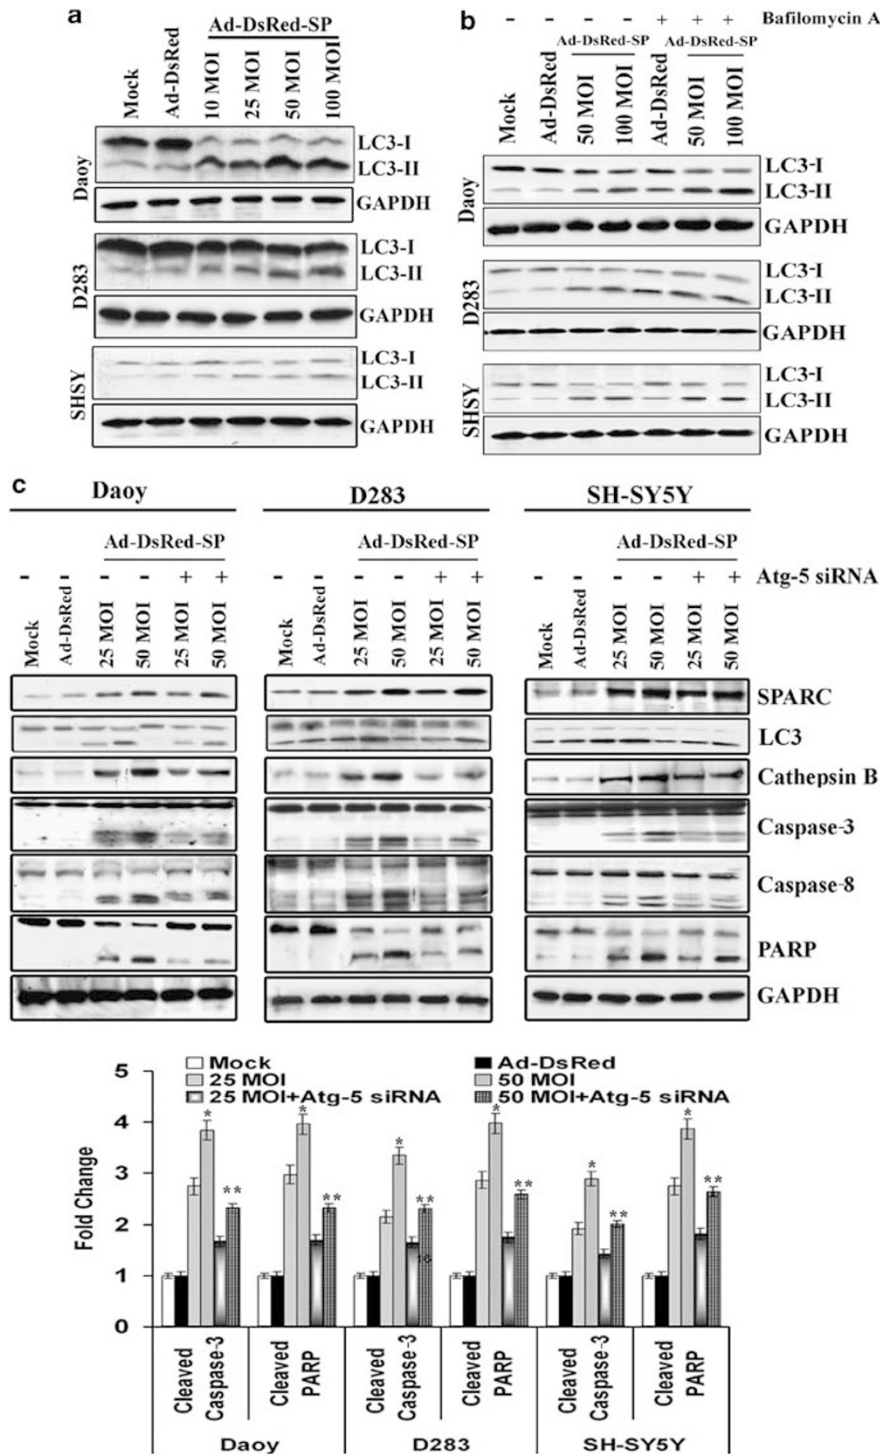 a
Ad-DsRed-SP
Mock
Ad-DsRed
10 MOI
25 MOI
50 MOI
100 MOI
Daoy
LC3-I
LC3-II
GAPDH
D283
LC3-I
LC3-II
GAPDH
SHSY
LC3-I
LC3-II
GAPDH
b
- - - - + + + Bafilomycin A
Ad-DsRed-SP Ad-DsRed-SP
Mock
Ad-DsRed
50 MOI
100 MOI
Ad-DsRed
50 MOI
100 MOI
Daoy
LC3-I
LC3-II
GAPDH
D283
LC3-I
LC3-II
GAPDH
SHSY
LC3-I
LC3-II
GAPDH
c
Daoy D283 SH-SY5Y
Ad-DsRed-SP Ad-DsRed-SP Ad-DsRed-SP
- - - - + + - - - - + + - - - - + + Atg-5 siRNA
Mock Ad-DsRed 25 MOI 50 MOI 25 MOI 50 MOI Mock Ad-DsRed 25 MOI 50 MOI 25 MOI 50 MOI Mock Ad-DsRed 25 MOI 50 MOI 25 MOI 50 MOI
SPARC
LC3
Cathepsin B
Caspase-3
Caspase-8
PARP
GAPDH
Mock Ad-DsRed
25 MOI 50 MOI
25 MOI+Atg-5 siRNA 50 MOI+Atg-5 siRNA
Fold Change
5
4
3
2
1
0
* ** * ** * ** * ** * ** * **
16
Cleaved Caspase-3
Cleaved PARP
Cleaved Caspase-3
Cleaved PARP
Cleaved Caspase-3
Cleaved PARP
Daoy D283 SH-SY5Y